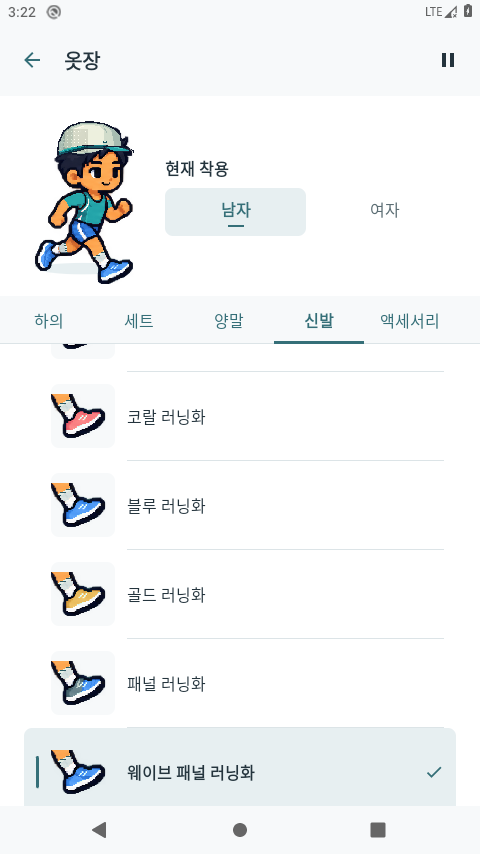 3:22
LTE
옷장
현재 착용
남자
여자
하의
세트
양말
신발
액세서리
코랄 러닝화
블루 러닝화
골드 러닝화
패널 러닝화
웨이브 패널 러닝화